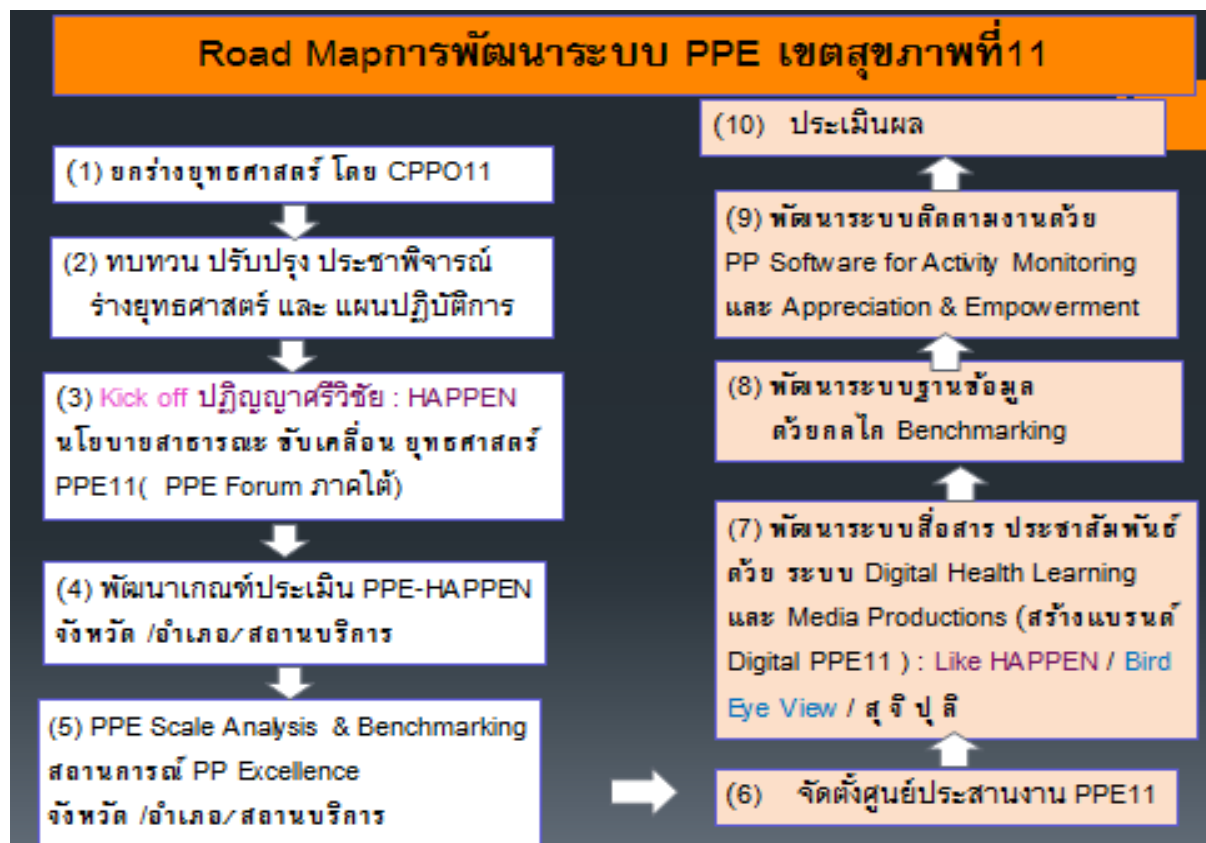 Road Mapการพัฒนาระบบ PPE เขตสุขภาพที่11
(1) ยกร่างยุทธศาสตร์ โดย CPPO11
(2) ทบทวน ปรับปรุง ประชาพิจารณ์
ร่างยุทธศาสตร์ และ แผนปฏิบัติการ
(3) Kick off ปฏิญญาศรีวิชัย : HAPPEN
นโยบายสาธารณะ ขับเคลื่อน ยุทธศาสตร์
PPE11( PPE Forum ภาคใต้)
(4) พัฒนาเกณฑ์ประเมิน PPE-HAPPEN
จังหวัด /อำเภอ/สถานบริการ
(5) PPE Scale Analysis & Benchmarking
สถานการณ์ PP Excellence
จังหวัด /อำเภอ/สถานบริการ
(6) จัดตั้งศูนย์ประสานงาน PPE11
(7) พัฒนาระบบสื่อสาร ประชาสัมพันธ์
ด้วย ระบบ Digital Health Learning
และ Media Productions (สร้างแบรนด์
Digital PPE11 ) : Like HAPPEN / Bird
Eye View / สุ จิ ปุ ลิ
(8) พัฒนาระบบฐานข้อมูล
ด้วยกลไก Benchmarking
(9) พัฒนาระบบติดตามงานด้วย
PP Software for Activity Monitoring
และ Appreciation & Empowerment
(10) ประเมินผล